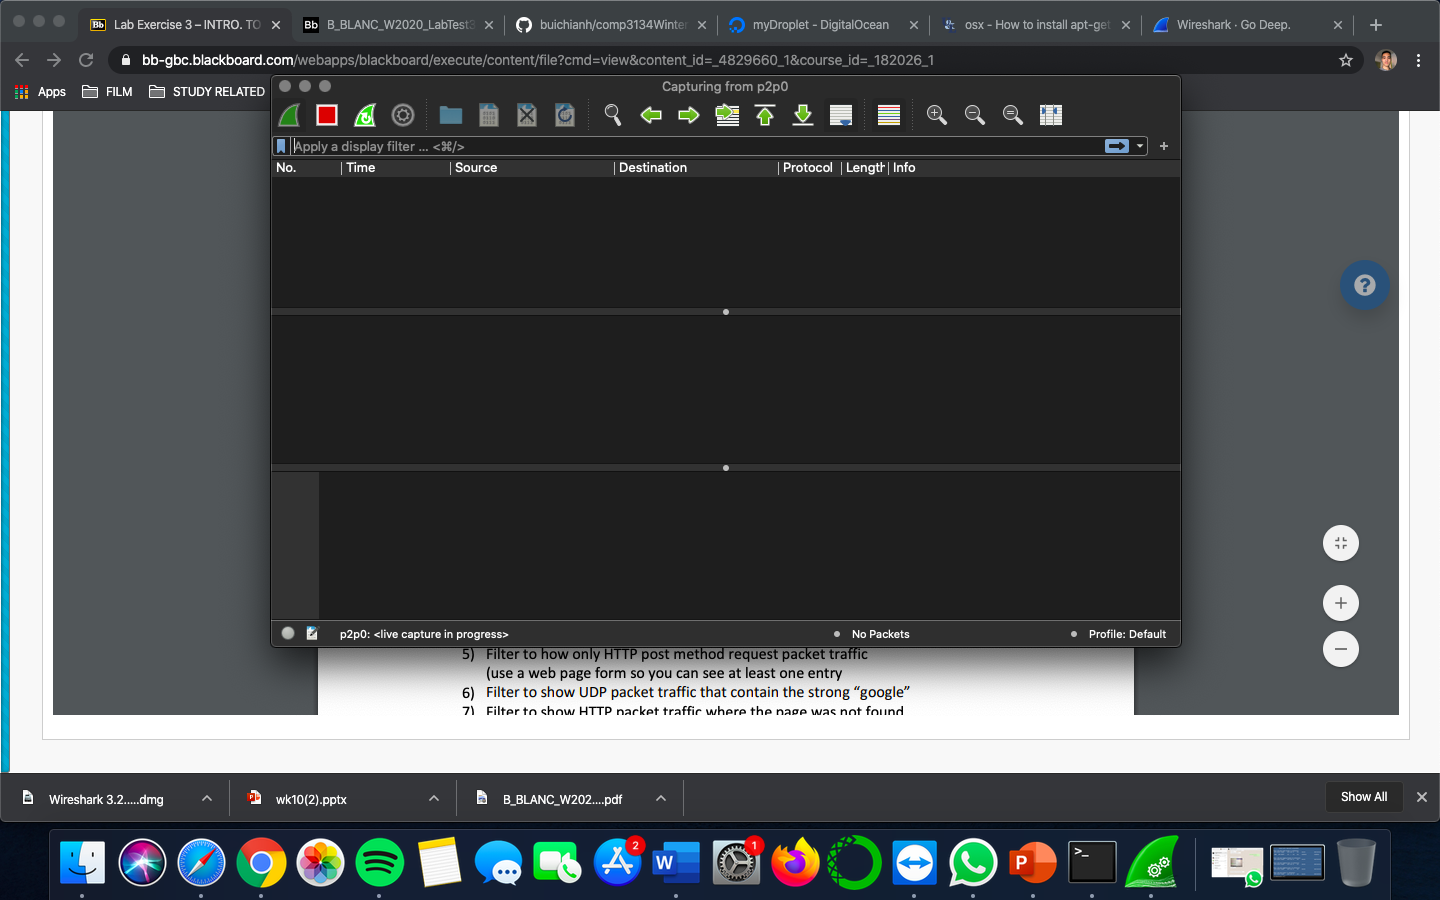 Lab Exercise 3 – INTRO. TO
B_BLANC_W2020_LabTest3
buichianh/comp3134Winter
myDroplet - DigitalOcean
osx - How to install apt-get
Wireshark · Go Deep.
bb-gbc.blackboard.com/webapps/blackboard/execute/content/file?cmd=view&content_id=_4829660_1&course_id=_182026_1
Apps
FILM
STUDY RELATED
Capturing from p2p0
Apply a display filter ... <⌘/>
No. Time Source Destination Protocol Length Info
p2p0: <live capture in progress>
No Packets
Profile: Default
5) Filter to how only HTTP post method request packet traffic
(use a web page form so you can see at least one entry
6) Filter to show UDP packet traffic that contain the strong “google”
7) Filter to show HTTP packet traffic where the page was not found
Wireshark 3.2.....dmg
wk10(2).pptx
B_BLANC_W202....pdf
Show All
2
1